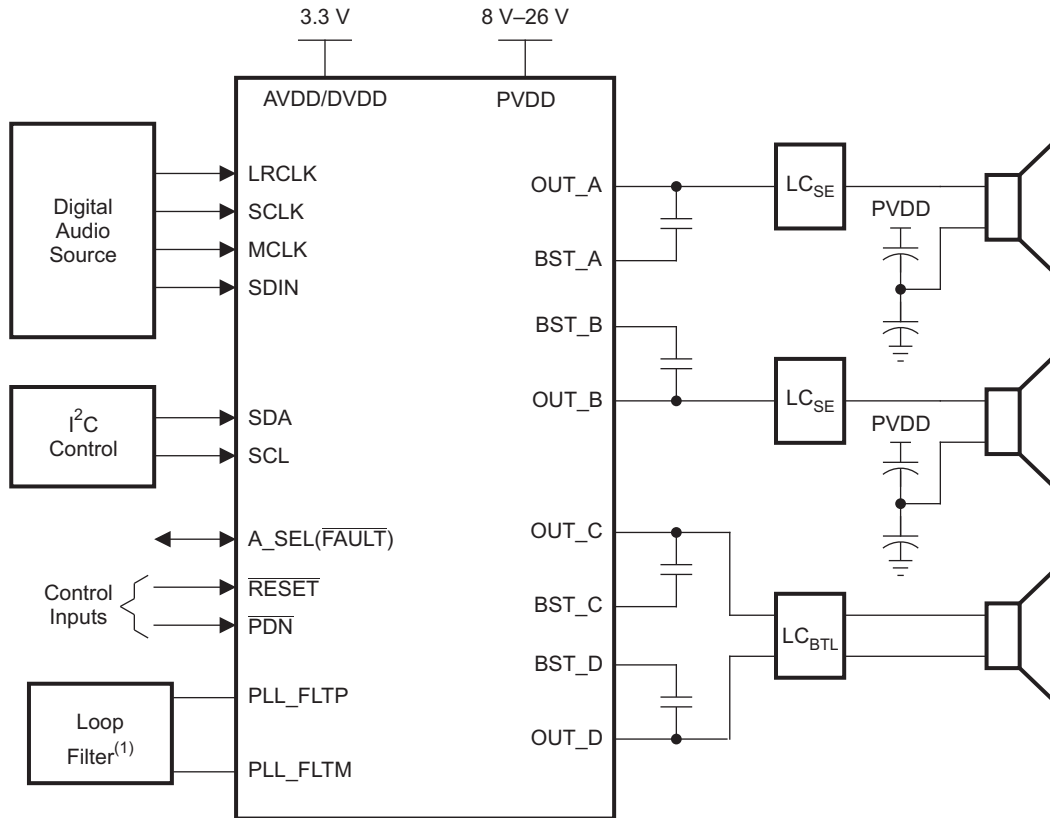 3.3 V
8 V–26 V
AVDD/DVDD
PVDD
Digital
Audio
Source
LRCLK
SCLK
MCLK
SDIN
I²C
Control
SDA
SCL
A_SEL(FAULT)
Control
Inputs
RESET
PDN
Loop
Filter(1)
PLL_FLTP
PLL_FLTM
OUT_A
BST_A
BST_B
OUT_B
OUT_C
BST_C
BST_D
OUT_D
LCSE
PVDD
LCSE
PVDD
LCBTL